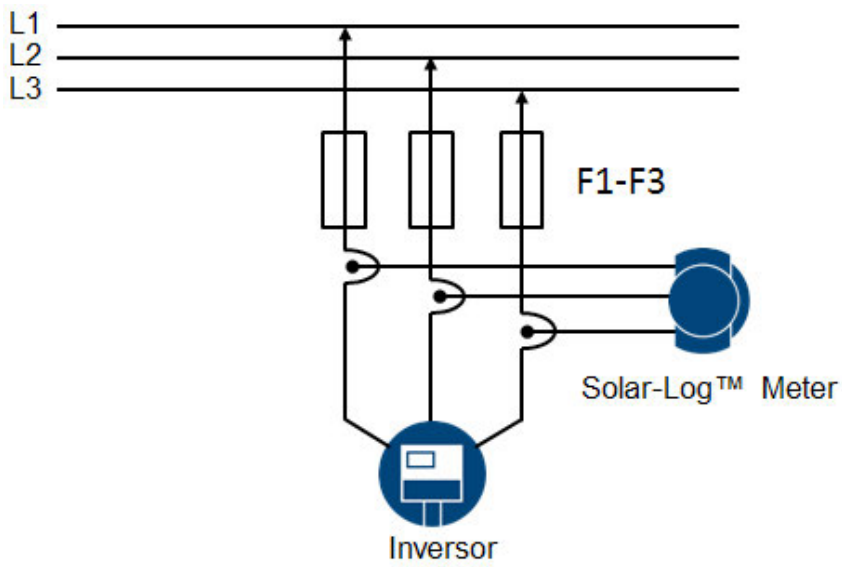 L1
L2
L3
F1-F3
Solar-Log™ Meter
Inversor